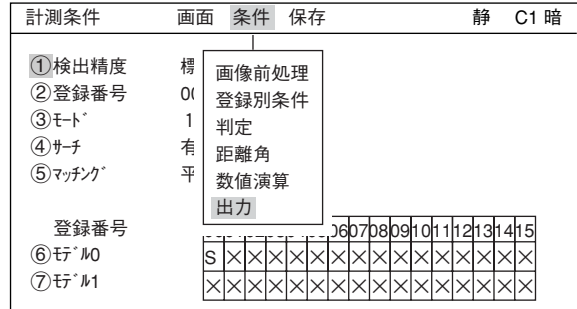 計測条件 画面 条件 保存 静 C1 暗
①検出精度 標
②登録番号 0
③ﾓｰﾄﾞ 1
④ｻｰﾁ 有
⑤ﾏｯﾁﾝｸﾞ 平
画像前処理
登録別条件
判定
距離角
数値演算
出力
登録番号 06 07 08 09 10 11 12 13 14 15
⑥ﾓﾃﾞﾙ0 S × × × × × × × × × × × × × × ×
⑦ﾓﾃﾞﾙ1 × × × × × × × × × × × × × × × ×